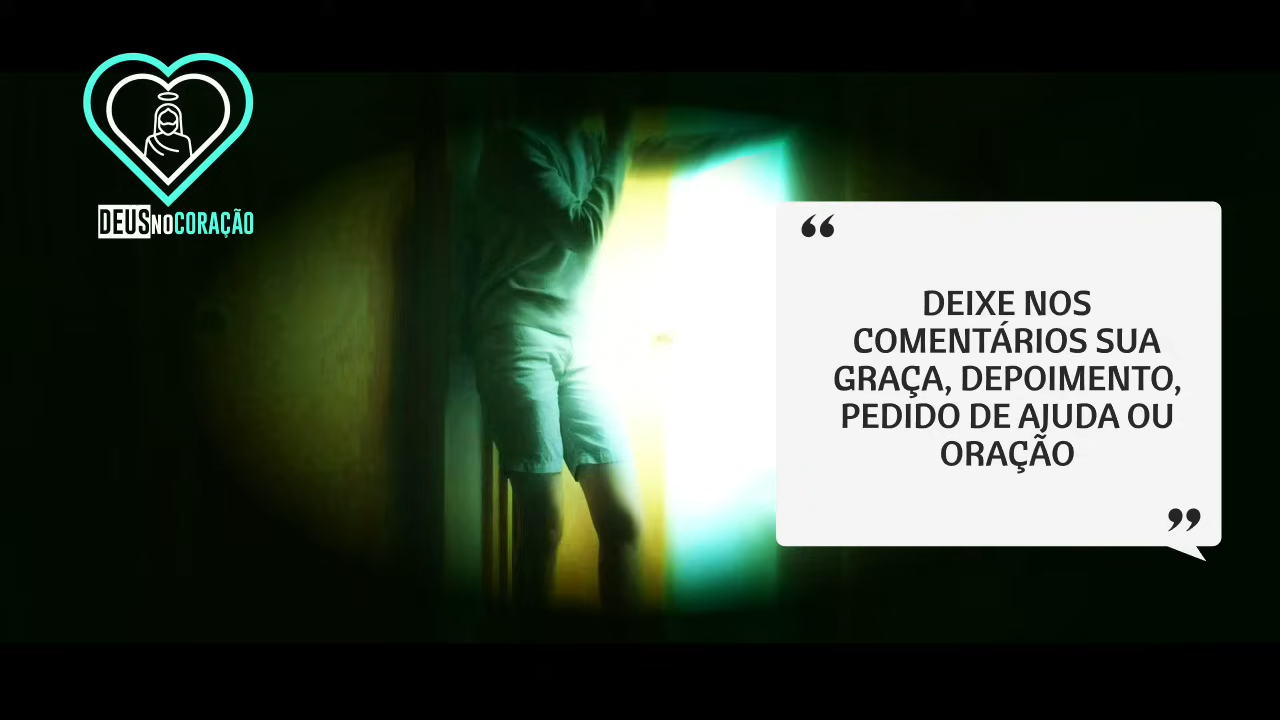 DEUSNOCORAÇÃO
“
DEIXE NOS
COMENTÁRIOS SUA
GRAÇA, DEPOIMENTO,
PEDIDO DE AJUDA OU
ORAÇÃO
”